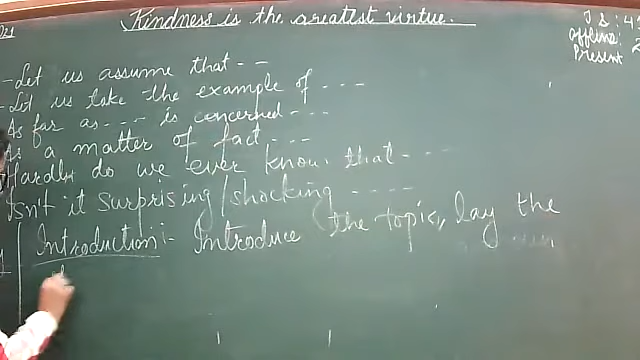 Kindness is the greatest virtue.
Offline:
Present 2
- Let us assume that - -
- Let us take the example of - - -
As far as - - - is concerned - - -
As a matter of fact - - -
Hardly do we ever know that - - -
Isn't it surprising/shocking - - - -
Introduction :- Introduce the topic, lay the